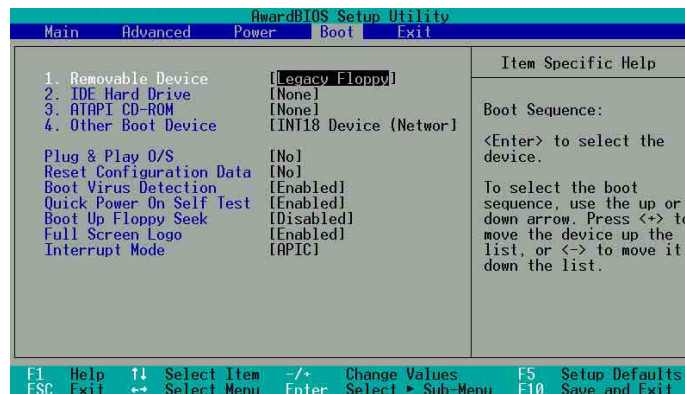 AwardBIOS Setup Utility
Main Advanced Power Boot Exit
1. Removable Device [Legacy Floppy]
2. IDE Hard Drive [None]
3. ATAPI CD-ROM [None]
4. Other Boot Device [INT18 Device (Networ]
Plug & Play O/S [No]
Reset Configuration Data [No]
Boot Virus Detection [Enabled]
Quick Power On Self Test [Enabled]
Boot Up Floppy Seek [Disabled]
Full Screen Logo [Enabled]
Interrupt Mode [APIC]
Item Specific Help
Boot Sequence:
<Enter> to select the
device.
To select the boot
sequence, use the up or
down arrow. Press <+> to
move the device up the
list, or <-> to move it
down the list.
F1 Help ↑↓ Select Item -/+ Change Values F5 Setup Defaults
ESC Exit ←→ Select Menu Enter Select ► Sub-Menu F10 Save and Exit